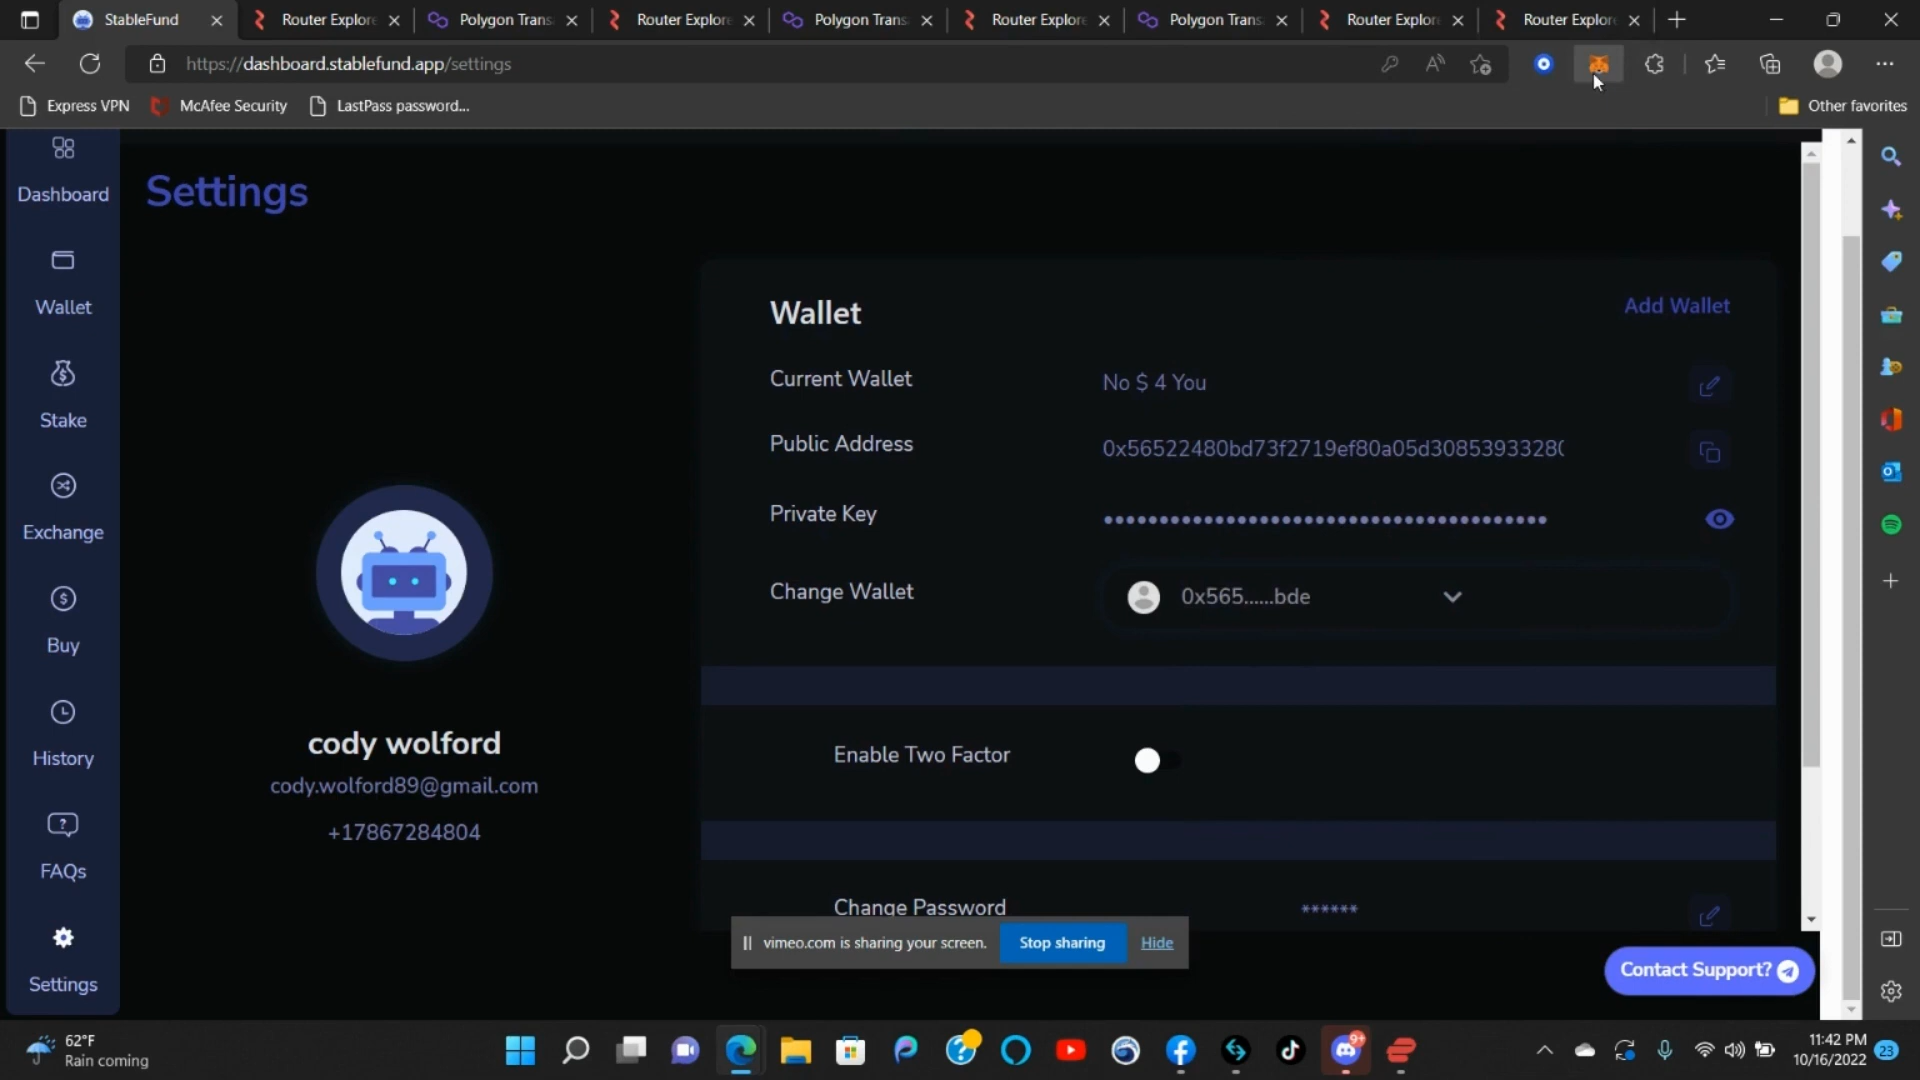 StableFund
Router Explore
Polygon Trans
Router Explore
Polygon Trans
Router Explore
Polygon Trans
Router Explor
Router Explore
https://dashboard.stablefund.app/settings
Express VPN
McAfee Security
LastPass password...
Other favorites
Dashboard
Wallet
Stake
Exchange
Buy
History
FAQs
Settings
Settings
cody wolford
cody.wolford89@gmail.com
+17867284804
Wallet
Add Wallet
Current Wallet
No $ 4 You
Public Address
0x56522480bd73f2719ef80a05d3085393328(
Private Key
••••••••••••••••••••••••••••••••••••••••
Change Wallet
0x565......bde
Enable Two Factor
Change Password
******
vimeo.com is sharing your screen.
Stop sharing
Hide
Contact Support?
62°F
Rain coming
9+
11:42 PM
10/16/2022
23